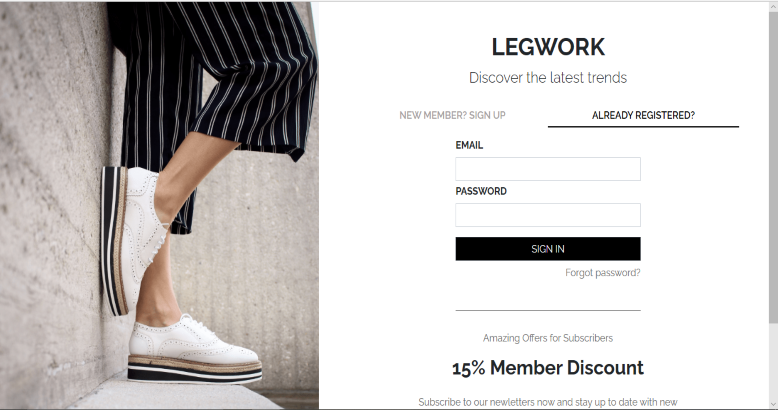 LEGWORK
Discover the latest trends
NEW MEMBER? SIGN UP
ALREADY REGISTERED?
EMAIL
PASSWORD
SIGN IN
Forgot password?
Amazing Offers for Subscribers
15% Member Discount
Subscribe to our newletters now and stay up to date with new